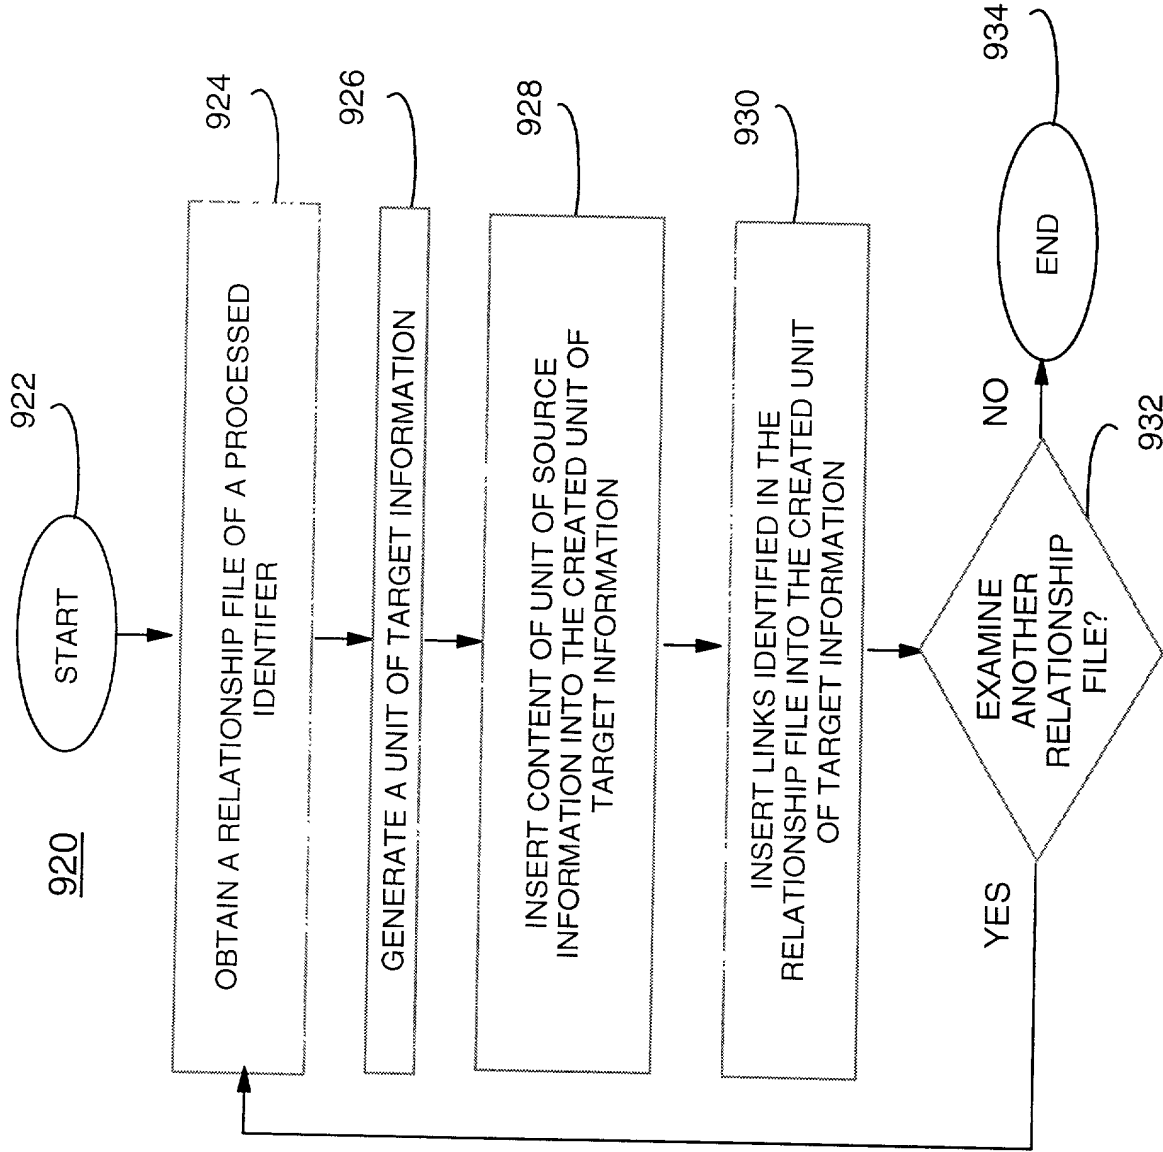 920
START
922
OBTAIN A RELATIONSHIP FILE OF A PROCESSED
IDENTIFER
924
GENERATE A UNIT OF TARGET INFORMATION
926
INSERT CONTENT OF UNIT OF SOURCE
INFORMATION INTO THE CREATED UNIT OF
TARGET INFORMATION
928
INSERT LINKS IDENTIFIED IN THE
RELATIONSHIP FILE INTO THE CREATED UNIT
OF TARGET INFORMATION
930
EXAMINE
ANOTHER
RELATIONSHIP
FILE?
932
YES
NO
END
934